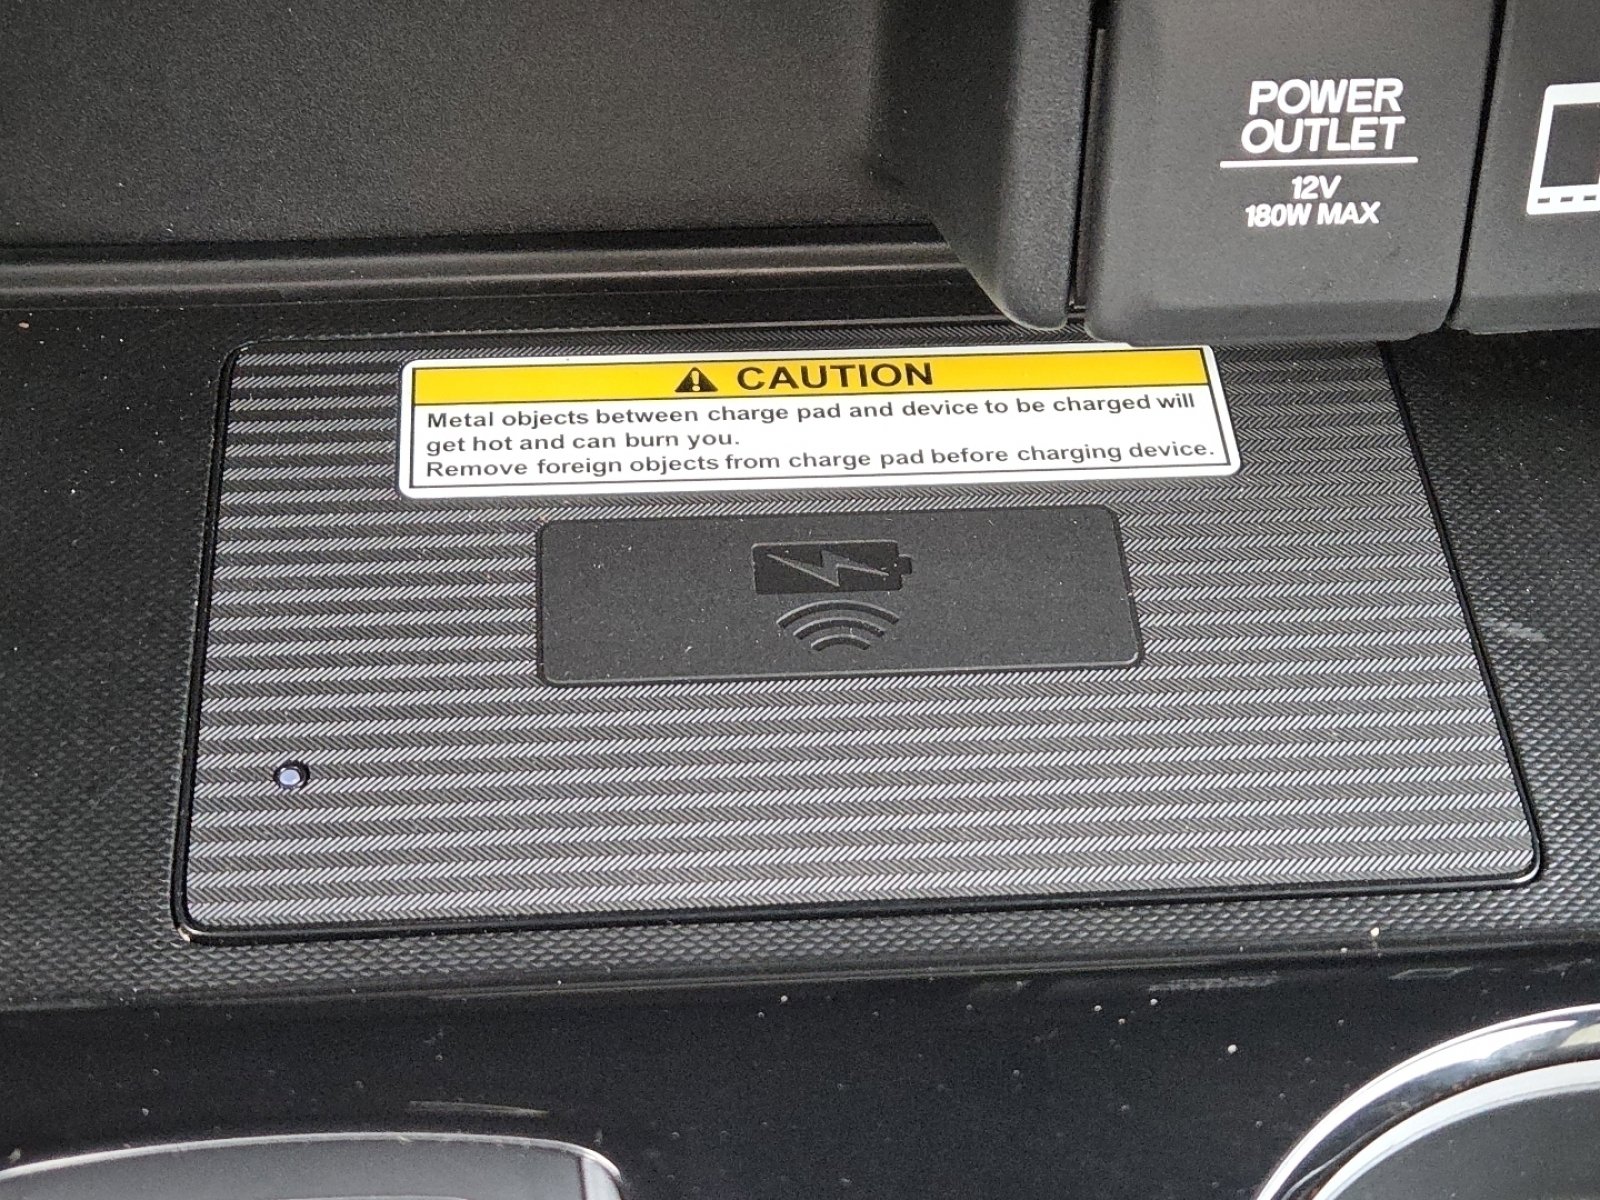 POWER
OUTLET
12V
180W MAX
CAUTION
Metal objects between charge pad and device to be charged will
get hot and can burn you.
Remove foreign objects from charge pad before charging device.